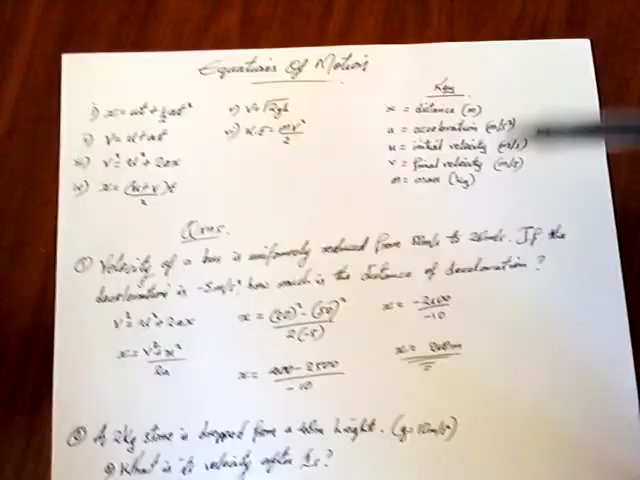 Equations Of Motion
i) x = ut + ½at²
ii) v = u + at
iii) v² = u² + 2ax
iv) x = (u + v)t / 2
v) v = √2gh
vi) K.E = mv² / 2
Key
x = distance (m)
a = acceleration (m/s²)
u = initial velocity (m/s)
v = final velocity (m/s)
m = mass (kg)
Qns.
① Velocity of a bus is uniformly reduced from 50m/s to 20m/s. If the
deceleration is -5m/s², how much is the distance of deceleration?
v² = u² + 2ax
x = v² - u² / 2a
x = (20)² - (50)² / 2(-5)
x = 400 - 2500 / -10
x = -2100 / -10
x = 210m
② A 2kg stone is dropped from a height. (g = 10m/s²)
What is its velocity after